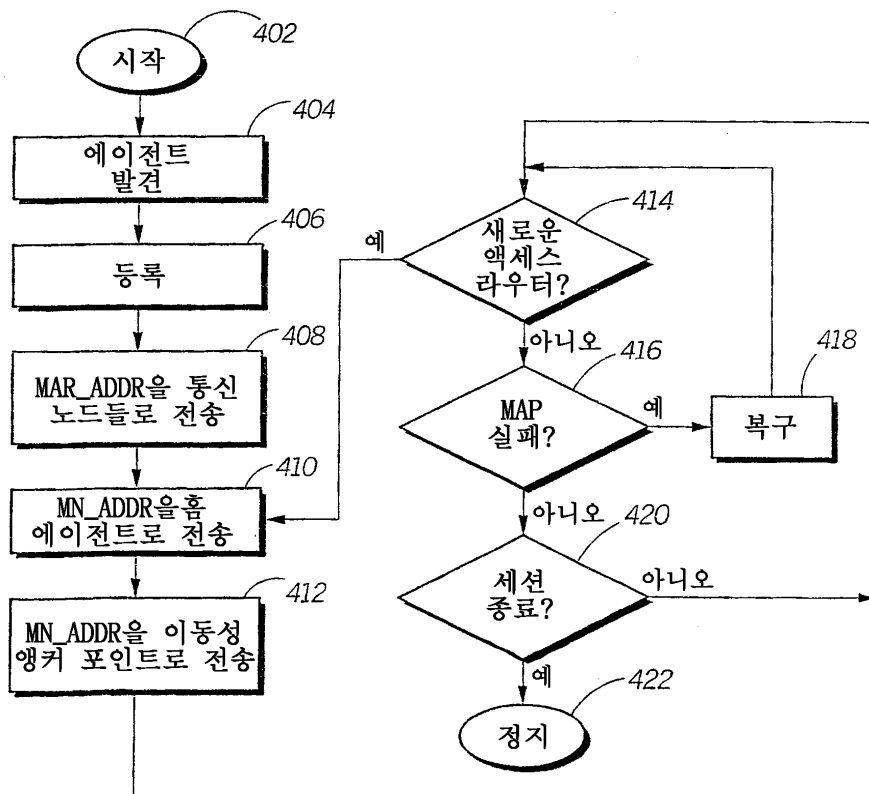 402
시작
404
에이전트
발견
406
등록
408
MAR_ADDR을 통신
노드들로 전송
410
MN_ADDR을홈
에이전트로 전송
412
MN_ADDR을 이동성
앵커 포인트로 전송
414
새로운
액세스
라우터?
예
아니오
416
MAP
실패?
예
418
복구
아니오
420
세션
종료?
아니오
예
422
정지